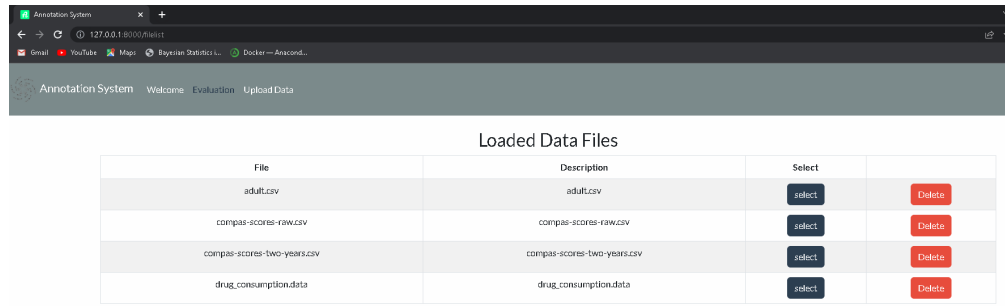 Annotation System
127.0.0.1:8000/filelist
Gmail YouTube Maps Bayesian Statistics i... Docker — Anacond...
Annotation System Welcome Evaluation Upload Data
Loaded Data Files
File Description Select
adult.csv adult.csv select Delete
compas-scores-raw.csv compas-scores-raw.csv select Delete
compas-scores-two-years.csv compas-scores-two-years.csv select Delete
drug_consumption.data drug_consumption.data select Delete